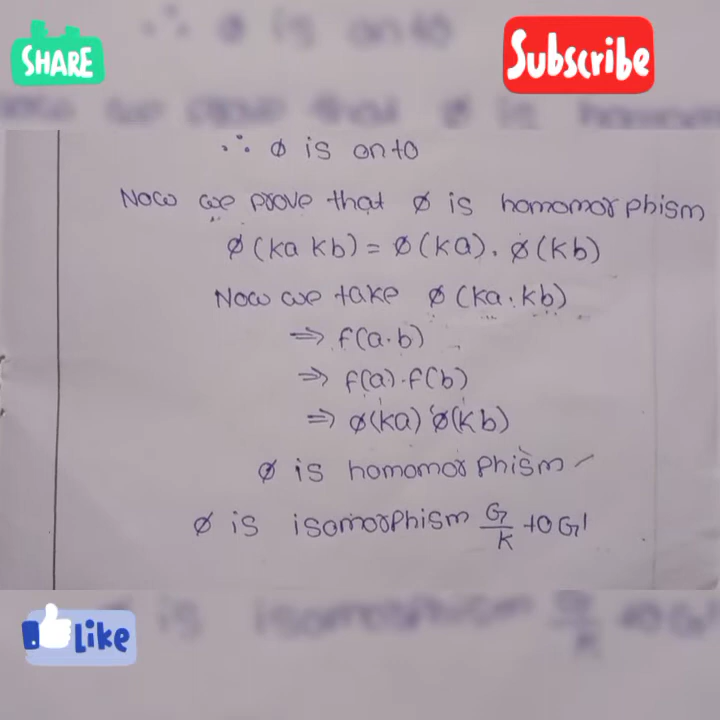 SHARE
Subscribe
∴ φ is onto
Now we prove that φ is homomorphism
φ(ka kb) = φ(ka). φ(kb)
Now we take φ(ka.kb)
⇒ f(a.b)
⇒ f(a).f(b)
⇒ φ(ka) φ(kb)
φ is homomorphism
φ is isomorphism G/K to G'
Like